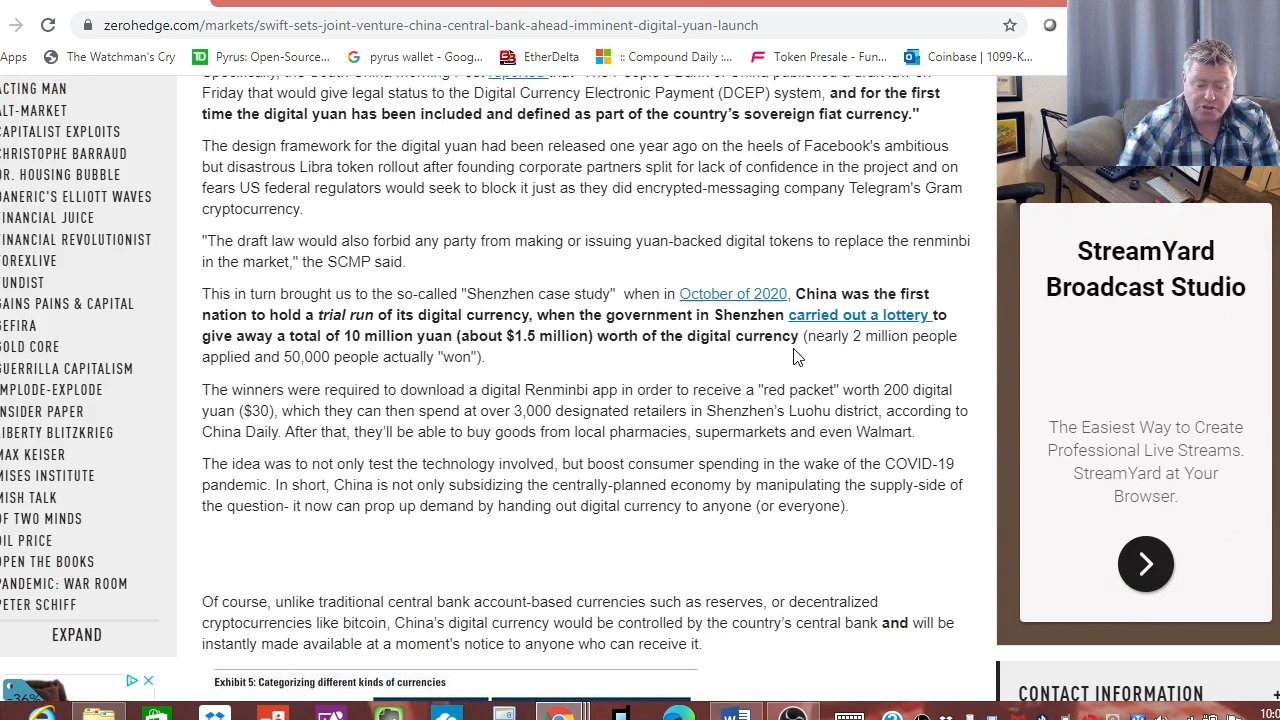 zerohedge.com/markets/swift-sets-joint-venture-china-central-bank-ahead-imminent-digital-yuan-launch
Apps The Watchman's Cry Pyrus Open-Source... pyrus wallet - Goog... EtherDelta :: Compound Daily :... Token Presale - Fun... Coinbase | 1099-K...
ACTING MAN
ALT-MARKET
CAPITALIST EXPLOITS
CHRISTOPHE BARRAUD
DR. HOUSING BUBBLE
DANERIC'S ELLIOTT WAVES
FINANCIAL JUICE
FINANCIAL REVOLUTIONIST
FOREXLIVE
FUNDIST
GAINS PAINS & CAPITAL
GEFIRA
GOLD CORE
GUERRILLA CAPITALISM
IMPLODE-EXPLODE
INSIDER PAPER
LIBERTY BLITZKRIEG
MAX KEISER
MISES INSTITUTE
MISH TALK
OF TWO MINDS
OIL PRICE
OPEN THE BOOKS
PANDEMIC: WAR ROOM
PETER SCHIFF
EXPAND
-36%
Friday that would give legal status to the Digital Currency Electronic Payment (DCEP) system, and for the first
time the digital yuan has been included and defined as part of the country's sovereign fiat currency."
The design framework for the digital yuan had been released one year ago on the heels of Facebook's ambitious
but disastrous Libra token rollout after founding corporate partners split for lack of confidence in the project and on
fears US federal regulators would seek to block it just as they did encrypted-messaging company Telegram's Gram
cryptocurrency.
"The draft law would also forbid any party from making or issuing yuan-backed digital tokens to replace the renminbi
in the market," the SCMP said.
This in turn brought us to the so-called "Shenzhen case study" when in October of 2020, China was the first
nation to hold a trial run of its digital currency, when the government in Shenzhen carried out a lottery to
give away a total of 10 million yuan (about $1.5 million) worth of the digital currency (nearly 2 million people
applied and 50,000 people actually "won").
The winners were required to download a digital Renminbi app in order to receive a "red packet" worth 200 digital
yuan ($30), which they can then spend at over 3,000 designated retailers in Shenzhen's Luohu district, according to
China Daily. After that, they'll be able to buy goods from local pharmacies, supermarkets and even Walmart.
The idea was to not only test the technology involved, but boost consumer spending in the wake of the COVID-19
pandemic. In short, China is not only subsidizing the centrally-planned economy by manipulating the supply-side of
the question- it now can prop up demand by handing out digital currency to anyone (or everyone).
Of course, unlike traditional central bank account-based currencies such as reserves, or decentralized
cryptocurrencies like bitcoin, China's digital currency would be controlled by the country's central bank and will be
instantly made available at a moment's notice to anyone who can receive it.
Exhibit 5: Categorizing different kinds of currencies
StreamYard
Broadcast Studio
The Easiest Way to Create
Professional Live Streams.
StreamYard at Your
Browser.
CONTACT INFORMATION